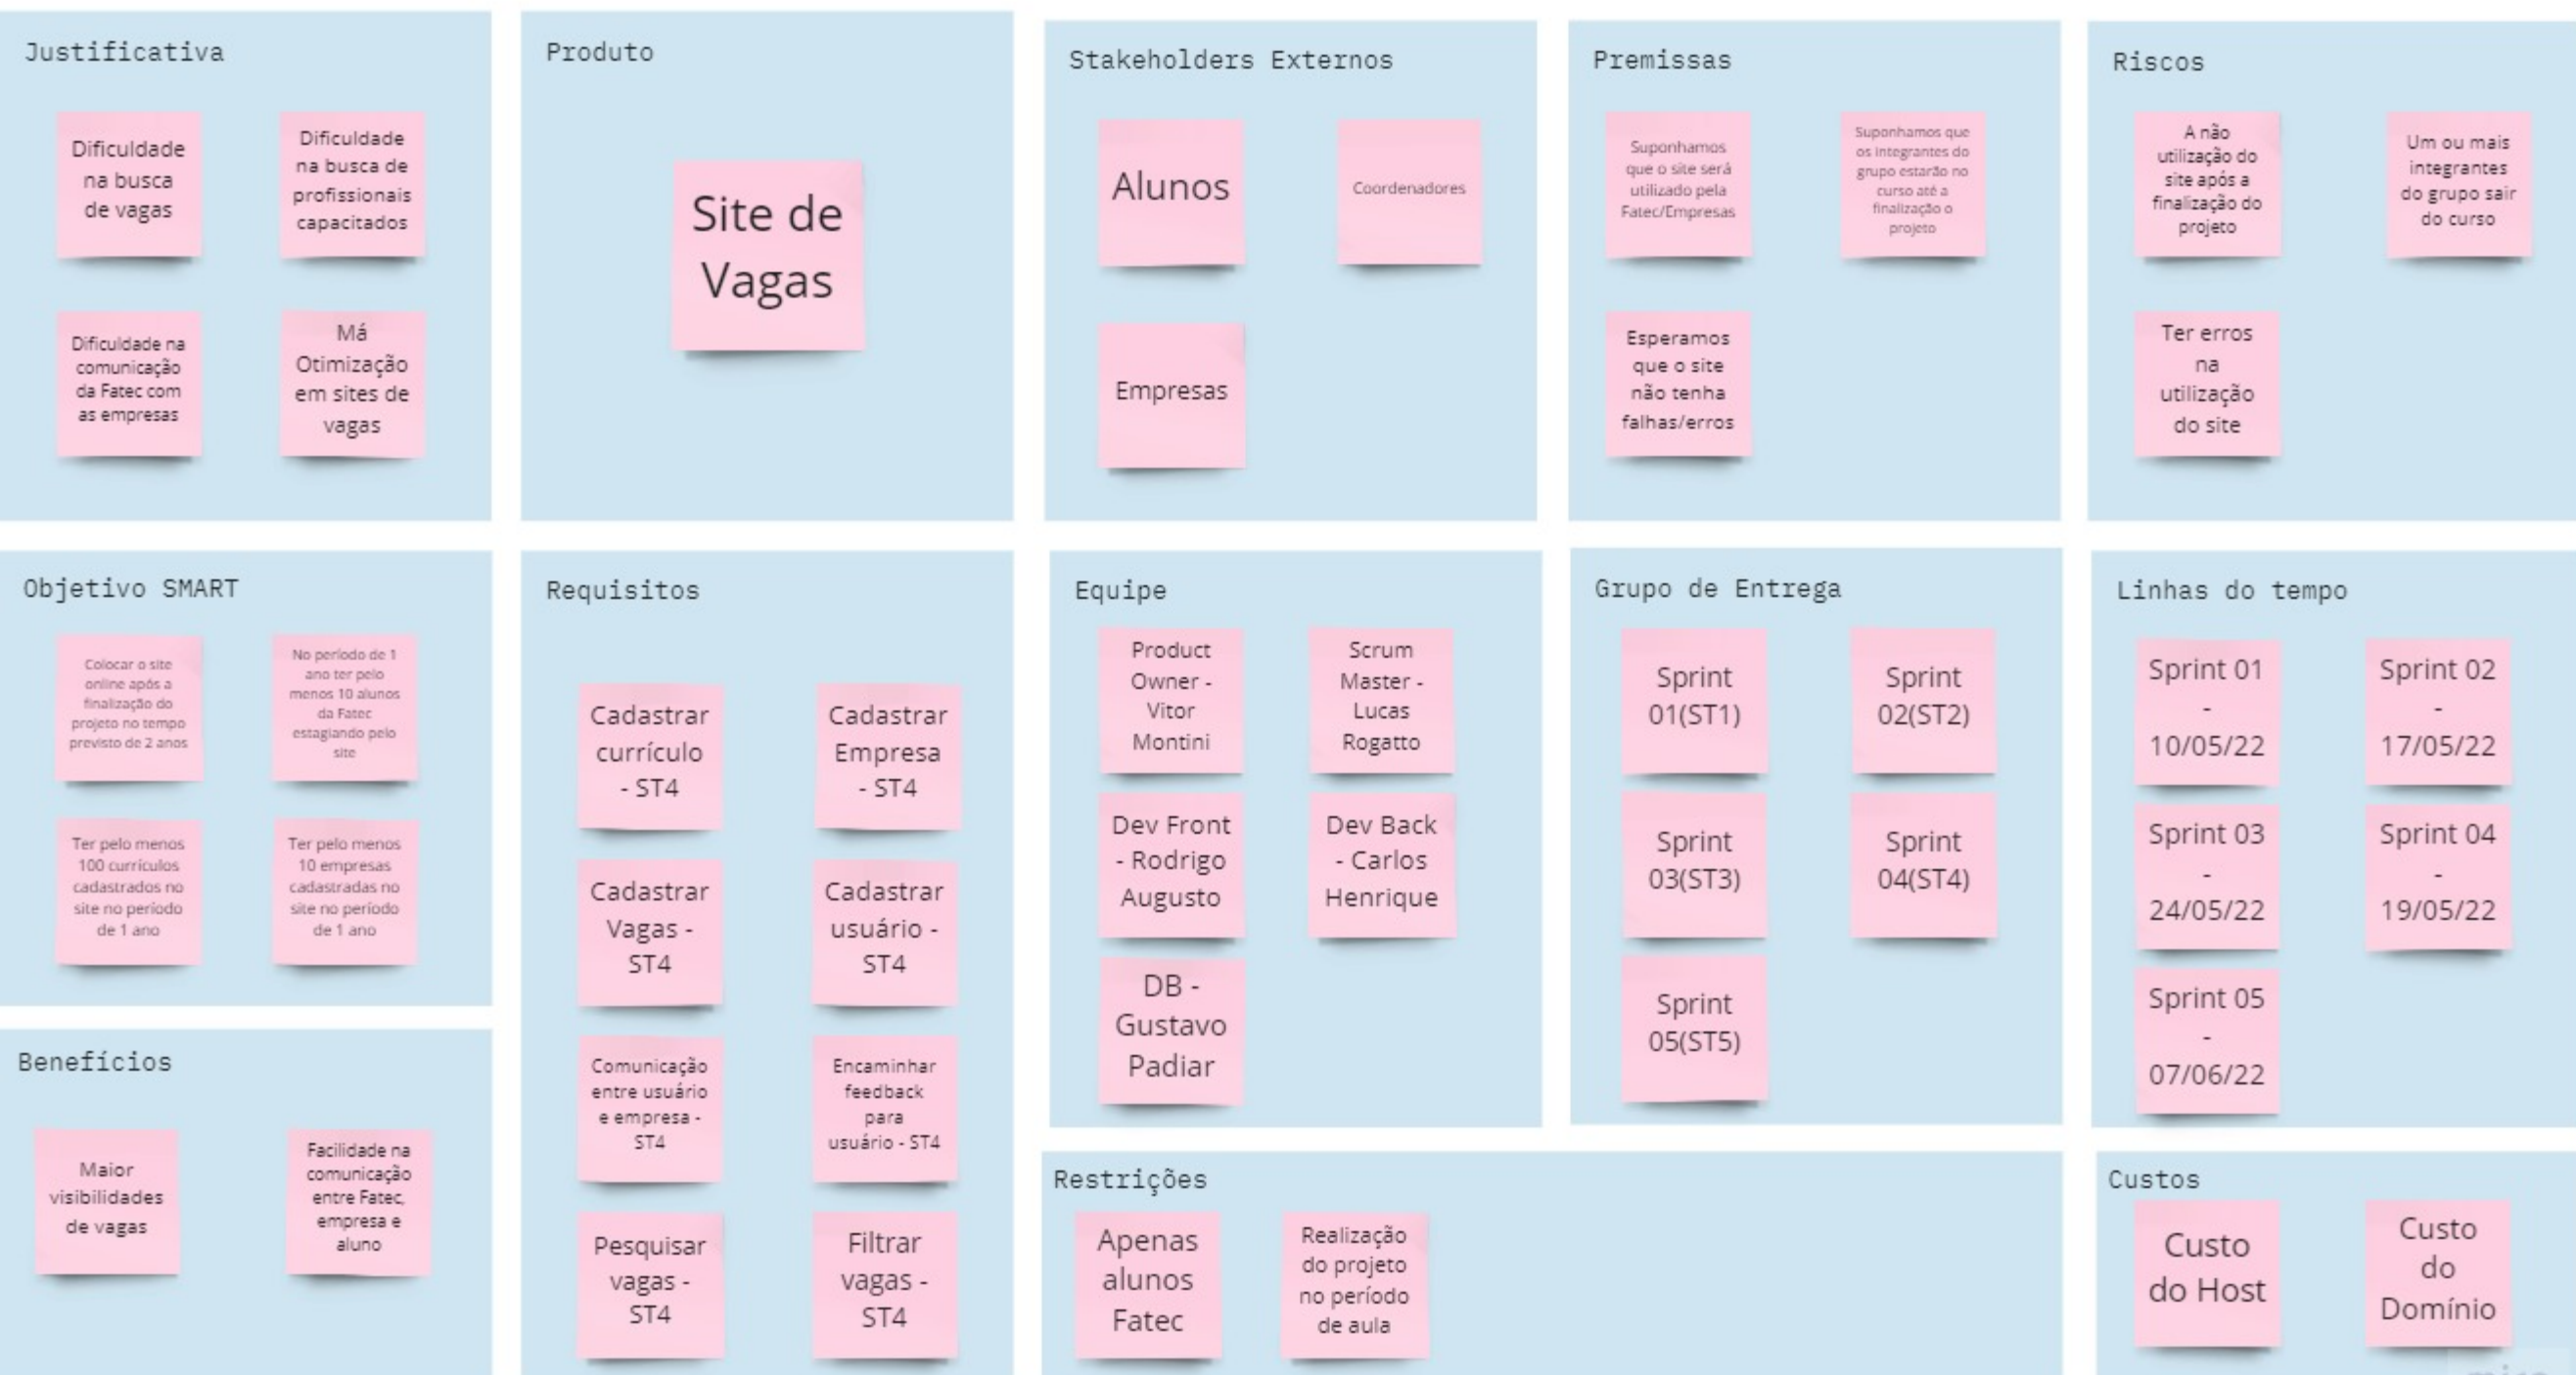 Justificativa
Dificuldade
na busca
de vagas
Dificuldade
na busca de
profissionais
capacitados
Dificuldade na
comunicação
da Fatec com
as empresas
Má
Otimização
em sites de
vagas
Produto
Site de
Vagas
Stakeholders Externos
Alunos
Coordenadores
Empresas
Premissas
Suponhamos
que o site será
utilizado pela
Fatec/Empresas
Suponhamos que
os integrantes do
grupo estarão no
curso até a
finalização o
projeto
Esperamos
que o site
não tenha
falhas/erros
Riscos
A não
utilização do
site após a
finalização do
projeto
Um ou mais
integrantes
do grupo sair
do curso
Ter erros
na
utilização
do site
Objetivo SMART
Colocar o site
online após a
finalização do
projeto no tempo
previsto de 2 anos
No período de 1
ano ter pelo
menos 10 alunos
da Fatec
estagiando pelo
site
Ter pelo menos
100 currículos
cadastrados no
site no período
de 1 ano
Ter pelo menos
10 empresas
cadastradas no
site no período
de 1 ano
Benefícios
Maior
visibilidades
de vagas
Facilidade na
comunicação
entre Fatec,
empresa e
aluno
Requisitos
Cadastrar
currículo
- ST4
Cadastrar
Empresa
- ST4
Cadastrar
Vagas -
ST4
Cadastrar
usuário -
ST4
Comunicação
entre usuário
e empresa -
ST4
Encaminhar
feedback
para
usuário - ST4
Pesquisar
vagas -
ST4
Filtrar
vagas -
ST4
Equipe
Product
Owner -
Vitor
Montini
Scrum
Master -
Lucas
Rogatto
Dev Front
- Rodrigo
Augusto
Dev Back
- Carlos
Henrique
DB -
Gustavo
Padiar
Grupo de Entrega
Sprint
01(ST1)
Sprint
02(ST2)
Sprint
03(ST3)
Sprint
04(ST4)
Sprint
05(ST5)
Linhas do tempo
Sprint 01
-
10/05/22
Sprint 02
-
17/05/22
Sprint 03
-
24/05/22
Sprint 04
-
19/05/22
Sprint 05
-
07/06/22
Restrições
Apenas
alunos
Fatec
Realização
do projeto
no período
de aula
Custos
Custo
do Host
Custo
do
Domínio